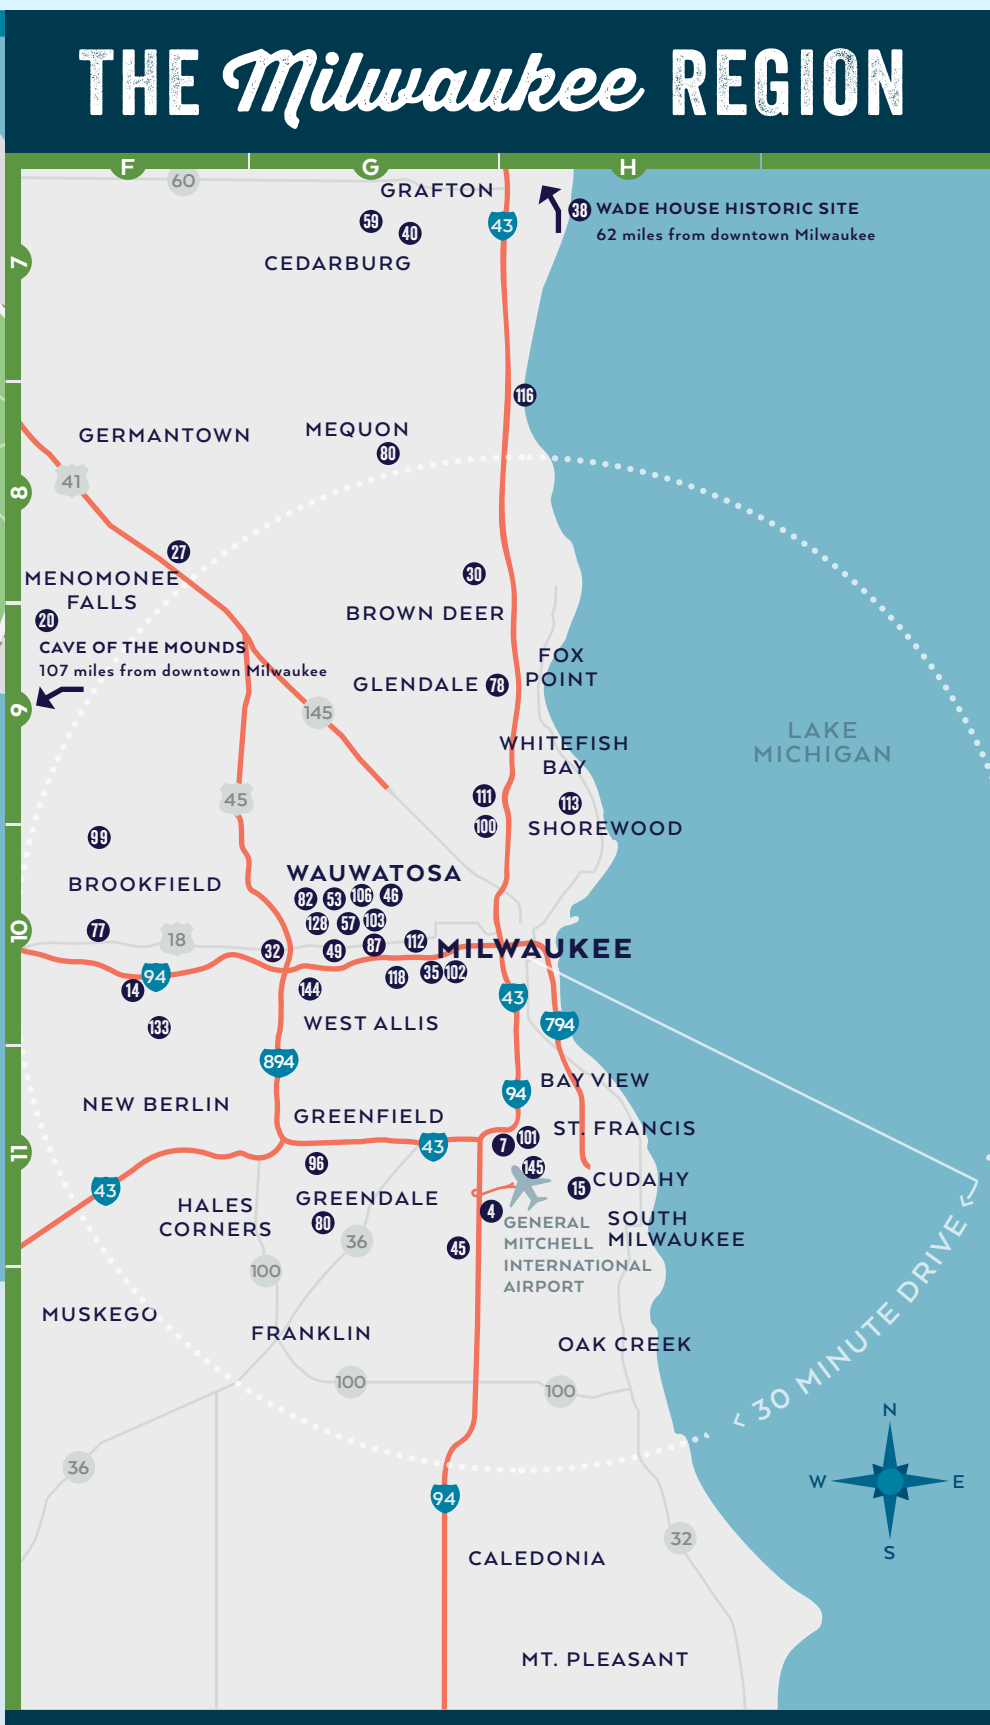 THE Milwaukee REGION
F
G
H
60
GRAFTON
38 WADE HOUSE HISTORIC SITE
62 miles from downtown Milwaukee
59
40
43
CEDARBURG
7
116
GERMANTOWN
MEQUON
80
41
8
27
30
MENOMONEE
FALLS
20
BROWN DEER
CAVE OF THE MOUNDS
107 miles from downtown Milwaukee
FOX
POINT
GLENDALE 78
9
145
LAKE
MICHIGAN
WHITEFISH
BAY
45
111
113
100
SHOREWOOD
99
BROOKFIELD
WAUWATOSA
82 53 106 46
128 57 103
77
18
10
32
49
87
112
MILWAUKEE
94
14
118
35
102
144
43
133
WEST ALLIS
794
894
BAY VIEW
94
NEW BERLIN
GREENFIELD
ST. FRANCIS
43
7
101
11
96
145
CUDAHY
15
43
GREENDALE
HALES
CORNERS
80
4
SOUTH
MILWAUKEE
GENERAL
MITCHELL
INTERNATIONAL
AIRPORT
36
45
100
MUSKEGO
FRANKLIN
OAK CREEK
< 30 MINUTE DRIVE <
100
100
N
W
E
S
36
94
32
CALEDONIA
MT. PLEASANT